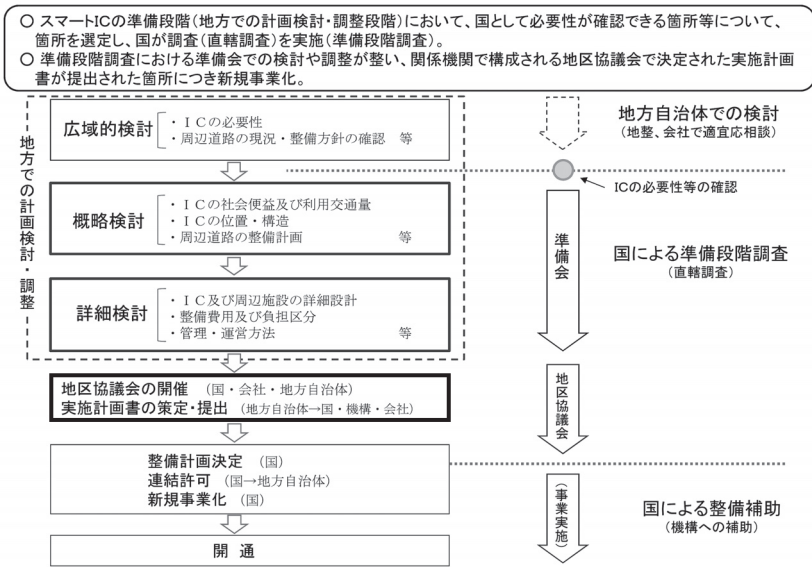 ○ スマートICの準備段階(地方での計画検討・調整段階)において、国として必要性が確認できる箇所等について、
箇所を選定し、国が調査(直轄調査)を実施(準備段階調査)。
○ 準備段階調査における準備会での検討や調整が整い、関係機関で構成される地区協議会で決定された実施計画
書が提出された箇所につき新規事業化。
地方での計画検討・調整
広域的検討
・ICの必要性
・周辺道路の現況・整備方針の確認 等
概略検討
・ICの社会便益及び利用交通量
・ICの位置・構造
・周辺道路の整備計画 等
詳細検討
・IC及び周辺施設の詳細設計
・整備費用及び負担区分
・管理・運営方法 等
地区協議会の開催 (国・会社・地方自治体)
実施計画書の策定・提出 (地方自治体→国・機構・会社)
整備計画決定 (国)
連結許可 (国→地方自治体)
新規事業化 (国)
開通
地方自治体での検討
(地整、会社で適宜応相談)
ICの必要性等の確認
準備会
国による準備段階調査
(直轄調査)
地区協議会
(事業実施)
国による整備補助
(機構への補助)